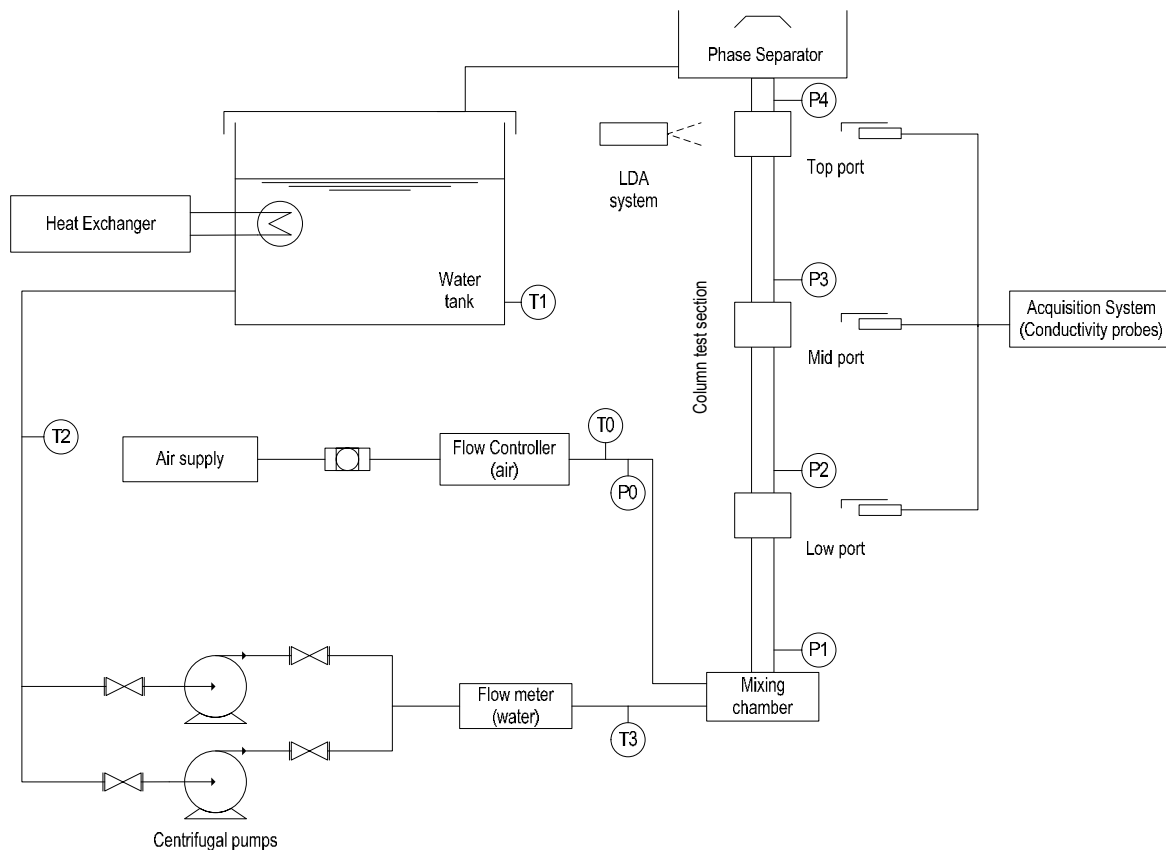 Phase Separator
P4
Top port
LDA
system
Heat Exchanger
Water
tank
T1
P3
Column test section
Acquisition System
(Conductivity probes)
Mid port
T2
Air supply
Flow Controller
(air)
T0
P0
P2
Low port
P1
Mixing
chamber
Flow meter
(water)
T3
Centrifugal pumps